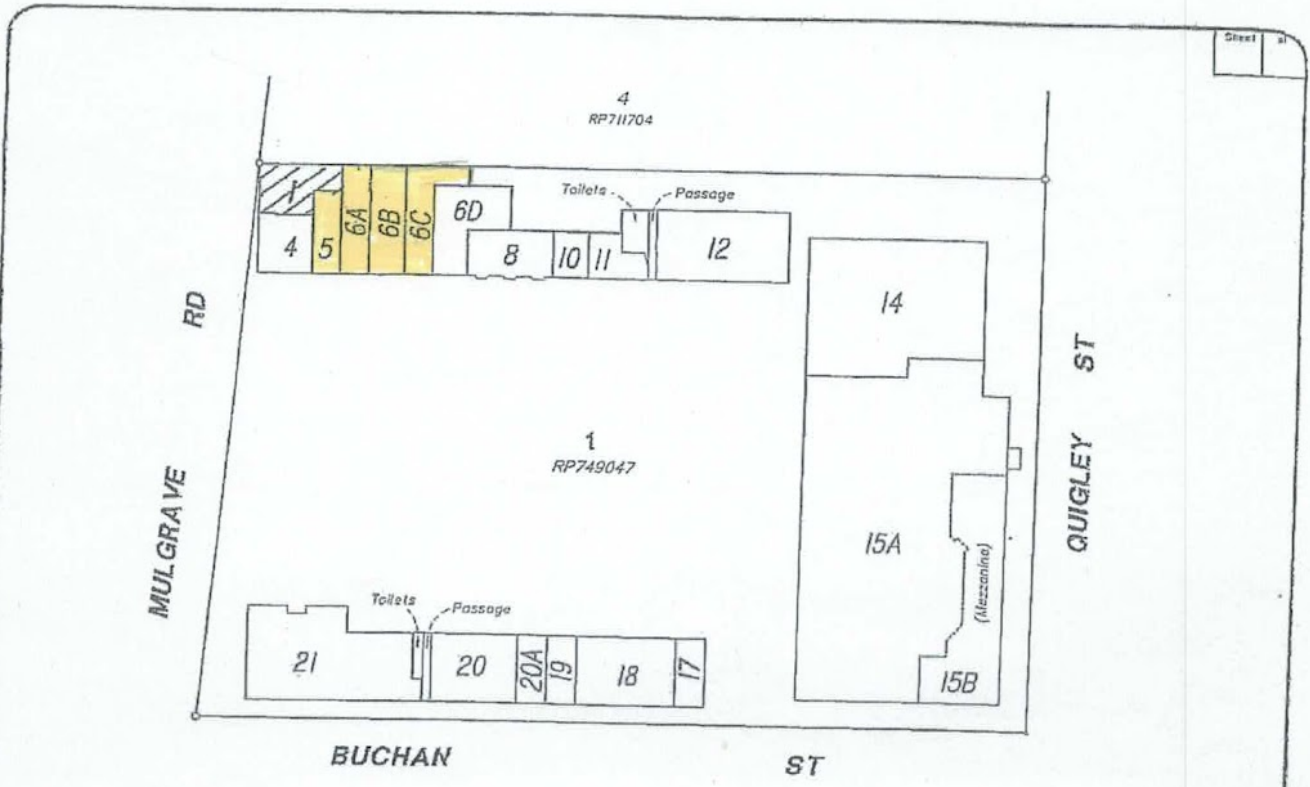 Sheet
4
RP711704
Toilets
Passage
1
4
5
6A
6B
6C
6D
8
10
11
12
14
RD
MULGRAVE
1
RP749047
QUIGLEY ST
15A
(Mezzanine)
15B
Toilets
Passage
21
20
20A
19
18
17
BUCHAN ST